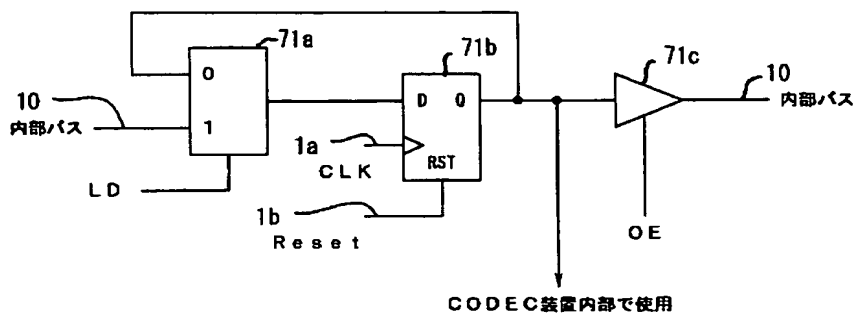 71a
0
1
10
内部バス
LD
71b
D Q
RST
1a
CLK
1b
Reset
71c
10
内部バス
OE
CODEC装置内部で使用